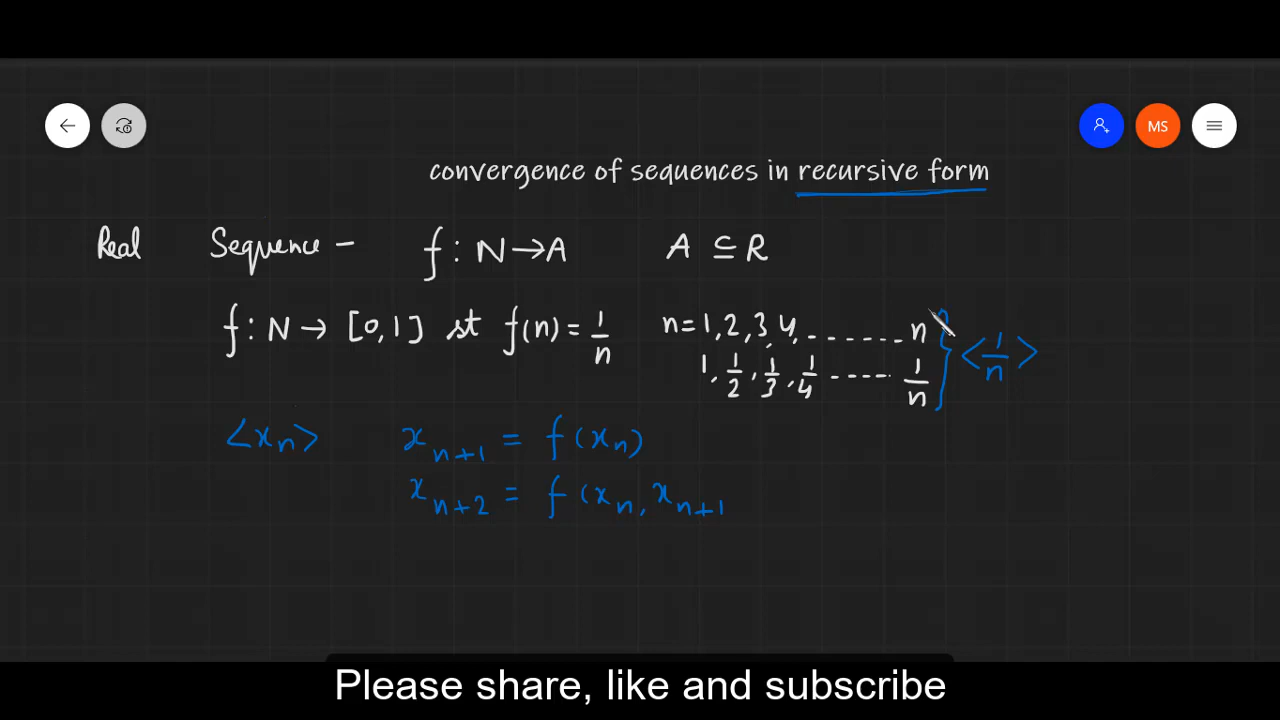 MS
convergence of sequences in recursive form
Real Sequence - f : N → A A ⊆ R
f : N → [0,1] st f(n) = 1/n n = 1, 2, 3, 4, ....... n
1, 1/2, 1/3, 1/4 ----- 1/n } <1/n>
<xₙ> xₙ₊₁ = f(xₙ)
xₙ₊₂ = f(xₙ, xₙ₊₁
Please share, like and subscribe